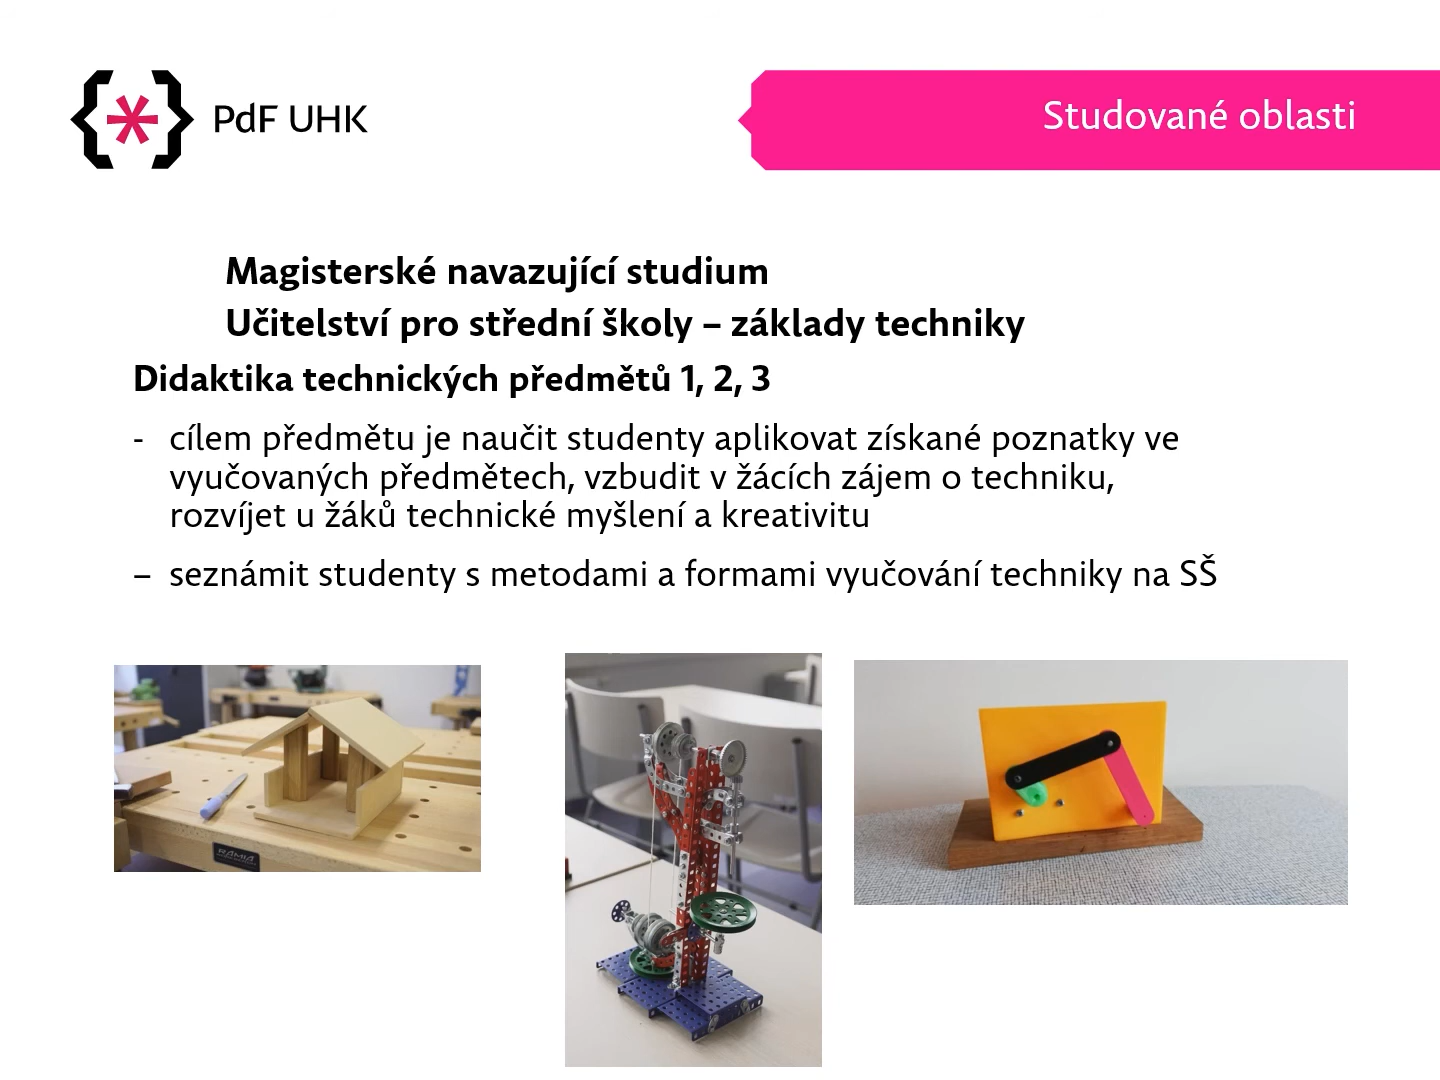 PdF UHK
Studované oblasti
Magisterské navazující studium
Učitelství pro střední školy – základy techniky
Didaktika technických předmětů 1, 2, 3
- cílem předmětu je naučit studenty aplikovat získané poznatky ve
vyučovaných předmětech, vzbudit v žácích zájem o techniku,
rozvíjet u žáků technické myšlení a kreativitu
– seznámit studenty s metodami a formami vyučování techniky na SŠ
RAMIA